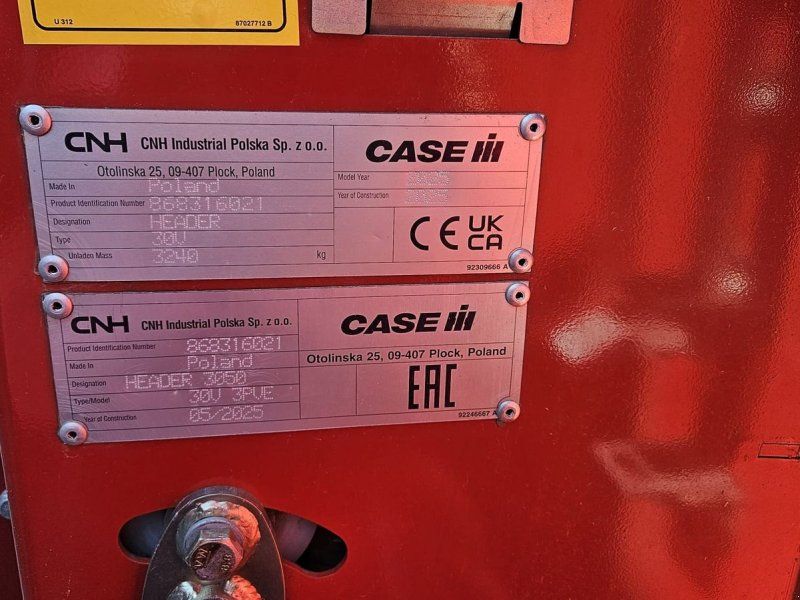 U 312
87027712 B
CNH CNH Industrial Polska Sp. z o.o.
Otolinska 25, 09-407 Plock, Poland
Made In Poland
Product Identification Number 868316021
Designation HEADER
Type 30V
Unladen Mass 3240 kg
CASE IH
Model Year
Year of Construction
CE UK CA
92309666 A
CNH CNH Industrial Polska Sp. z o.o.
Product Identification Number 868316021
Made In Poland
Designation HEADER 3050
Type/Model 30V 3PVE
Year of Construction 05/2025
CASE IH
Otolinska 25, 09-407 Plock, Poland
EAC
92246667 A